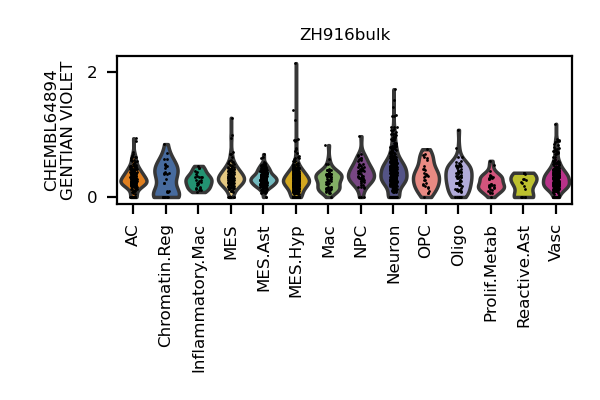 ZH916bulk
CHEMBL64894
GENTIAN VIOLET
2
0
AC
Chromatin.Reg
Inflammatory.Mac
MES
MES.Ast
MES.Hyp
Mac
NPC
Neuron
OPC
Oligo
Prolif.Metab
Reactive.Ast
Vasc